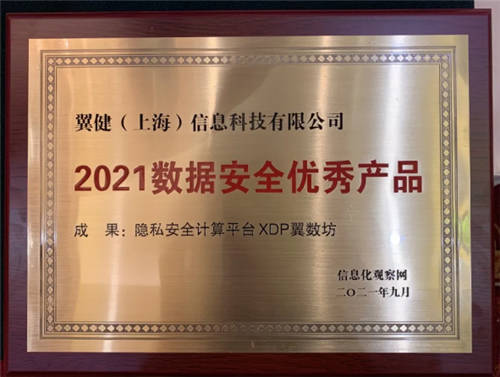 翼健（上海）信息科技有限公司
2021数据安全优秀产品
成 果：隐私安全计算平台 XDP翼数坊
信息化观察网
二〇二一年九月